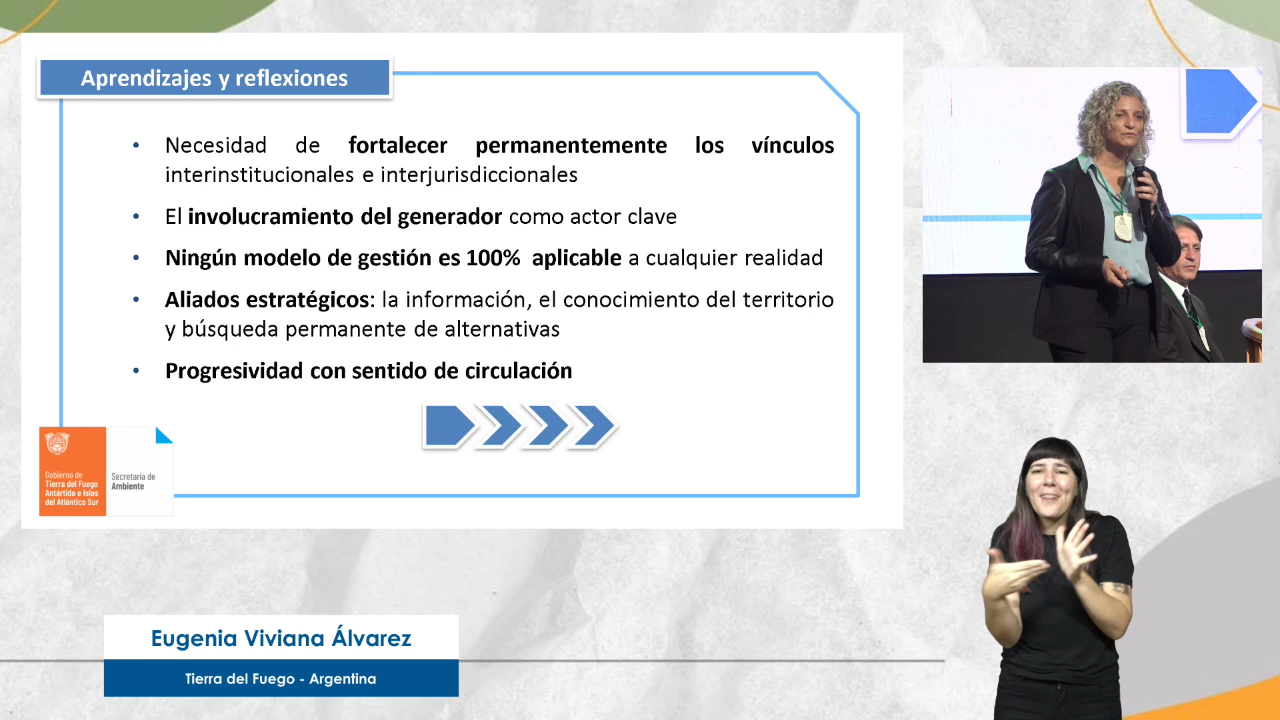 Aprendizajes y reflexiones
• Necesidad de fortalecer permanentemente los vínculos
interinstitucionales e interjurisdiccionales
• El involucramiento del generador como actor clave
• Ningún modelo de gestión es 100% aplicable a cualquier realidad
• Aliados estratégicos: la información, el conocimiento del territorio
y búsqueda permanente de alternativas
• Progresividad con sentido de circulación
Gobierno de
Tierra del Fuego
Antártida e Islas
del Atlántico Sur
Secretaría de
Ambiente
Eugenia Viviana Álvarez
Tierra del Fuego - Argentina